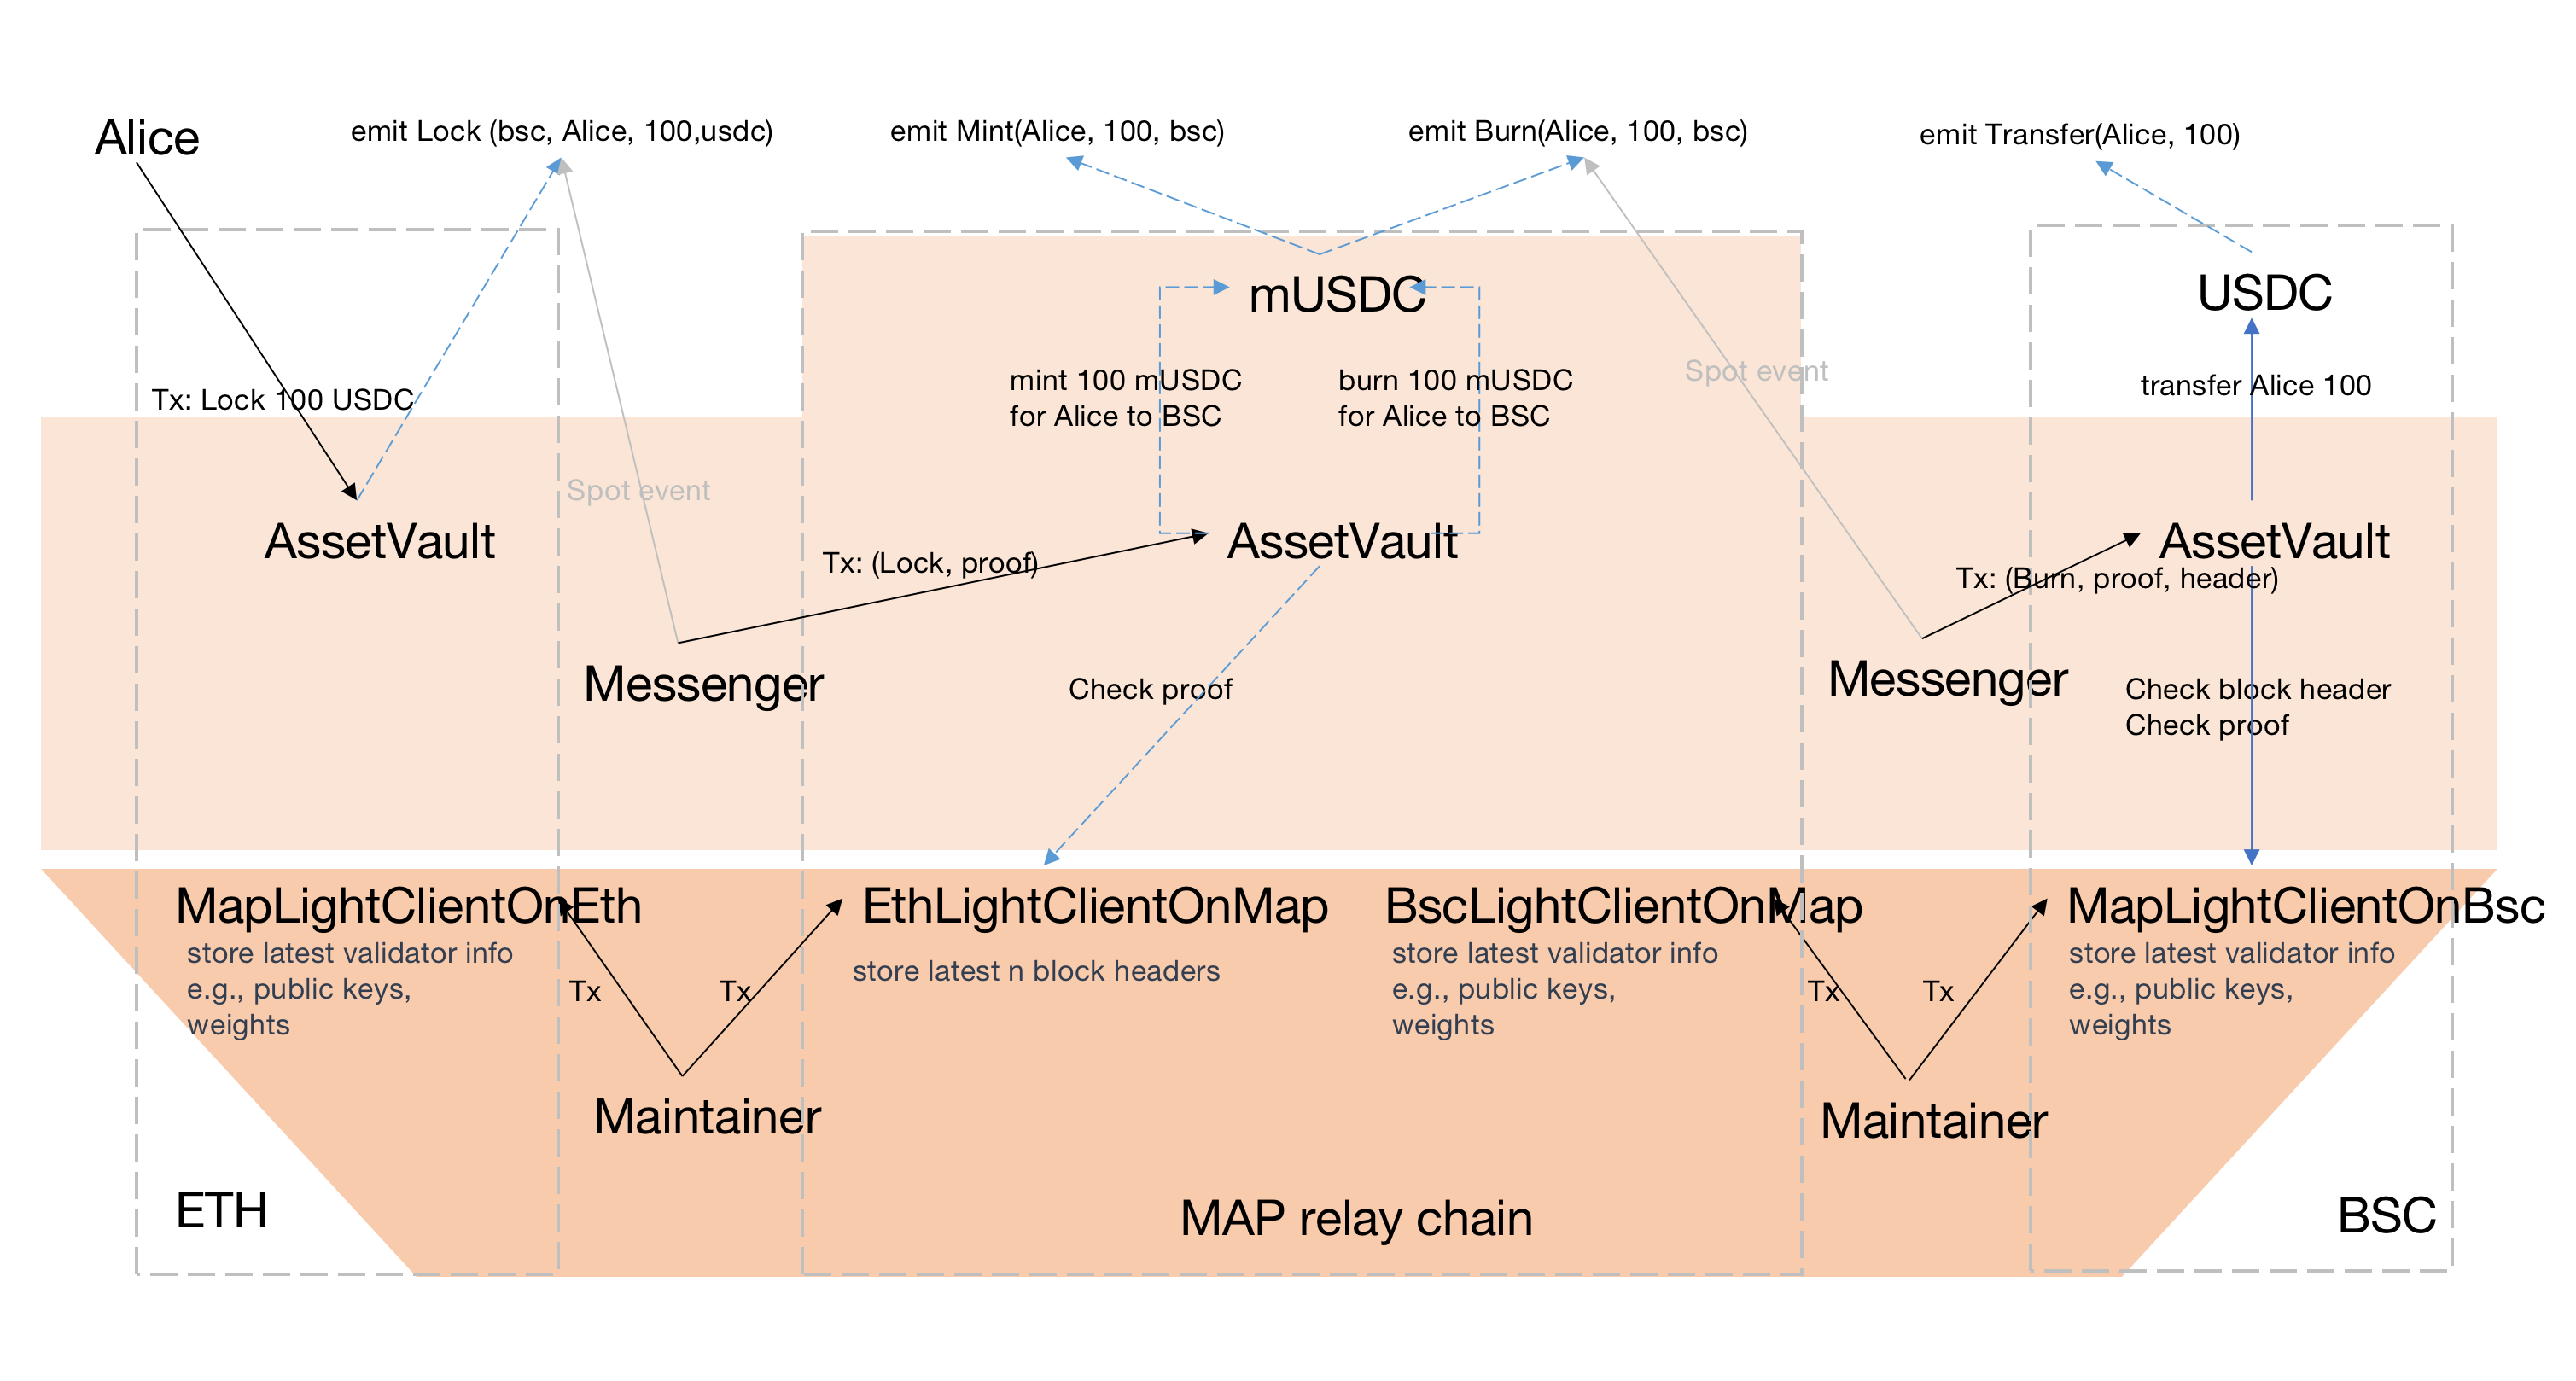 Alice
emit Lock (bsc, Alice, 100,usdc)
emit Mint(Alice, 100, bsc)
emit Burn(Alice, 100, bsc)
emit Transfer(Alice, 100)
mUSDC
USDC
Tx: Lock 100 USDC
mint 100 mUSDC
for Alice to BSC
burn 100 mUSDC
for Alice to BSC
Spot event
transfer Alice 100
Spot event
AssetVault
Tx: (Lock, proof)
AssetVault
AssetVault
Tx: (Burn, proof, header)
Messenger
Check proof
Messenger
Check block header
Check proof
MapLightClientOnEth
store latest validator info
e.g., public keys,
weights
EthLightClientOnMap
store latest n block headers
BscLightClientOnMap
store latest validator info
e.g., public keys,
weights
MapLightClientOnBsc
store latest validator info
e.g., public keys,
weights
Tx
Tx
Tx
Tx
Maintainer
Maintainer
ETH
MAP relay chain
BSC